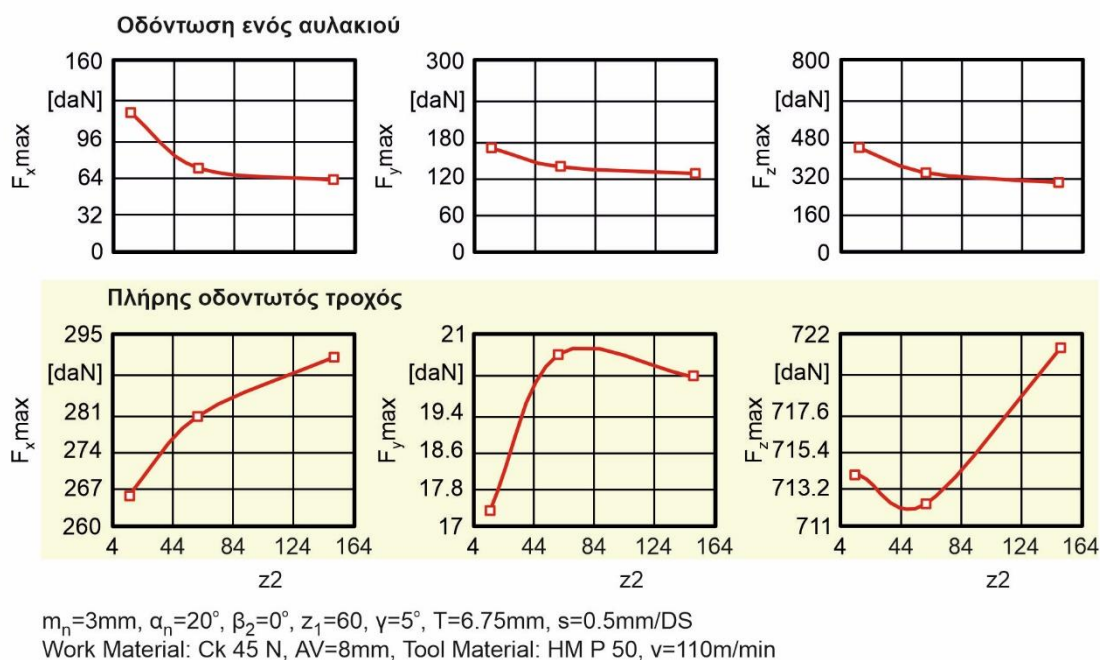 Οδόντωση ενός αυλακιού
160
[daN]
96
64
32
0
Fxmax
300
[daN]
180
120
60
0
Fymax
800
[daN]
480
320
160
0
Fzmax
Πλήρης οδοντωτός τροχός
295
[daN]
281
274
267
260
Fxmax
4 44 84 124 164
z2
21
[daN]
19.4
18.6
17.8
17
Fymax
4 44 84 124 164
z2
722
[daN]
717.6
715.4
713.2
711
Fzmax
4 44 84 124 164
z2
mn=3mm, αn=20°, β2=0°, z1=60, γ=5°, T=6.75mm, s=0.5mm/DS
Work Material: Ck 45 N, AV=8mm, Tool Material: HM P 50, v=110m/min